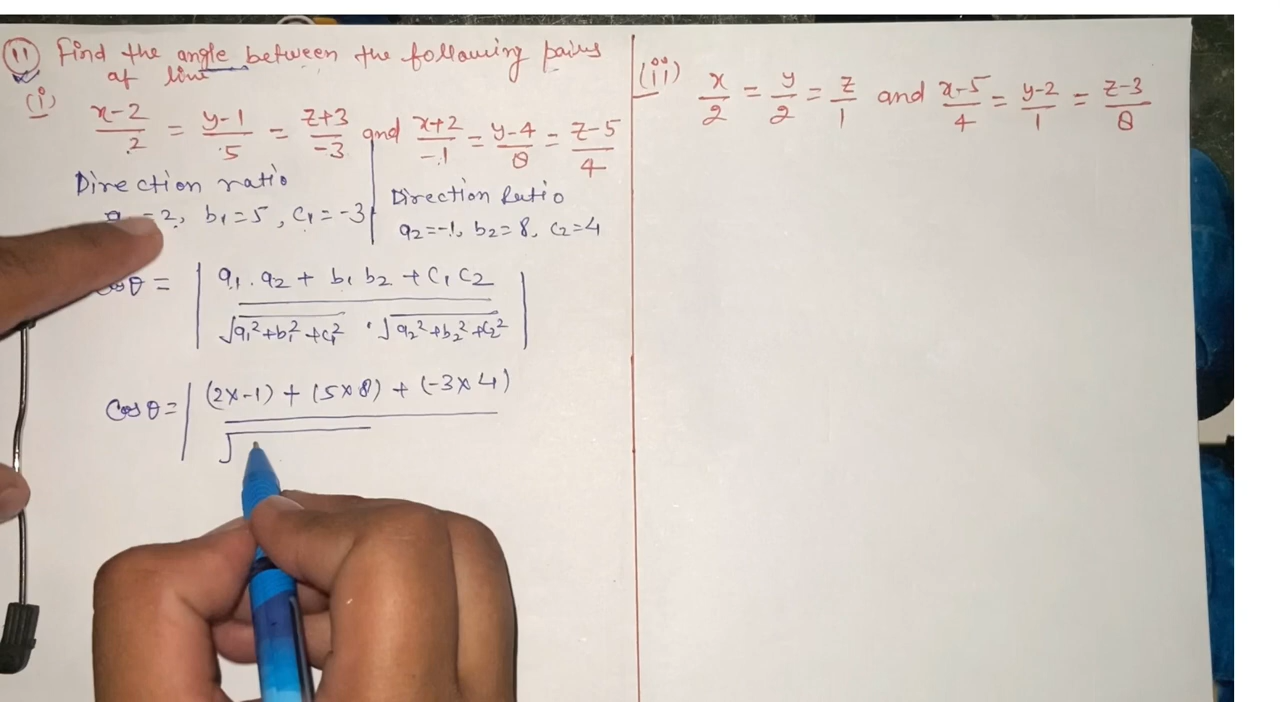 (11) Find the angle between the following pairs
of line
(i)
x-2/2 = y-1/5 = z+3/-3 and x+2/-1 = y-4/8 = z-5/4
Direction ratio
=2, b₁=5, c₁=-3
Direction Ratio
a₂=-1, b₂=8, c₂=4
Cosθ = | a₁.a₂ + b₁ b₂ + c₁ c₂ / √a₁²+b₁²+c₁² · √a₂²+b₂²+c₂² |
Cosθ = | (2x-1) + (5x8) + (-3x4) / √
(ii) x/2 = y/2 = z/1 and x-5/4 = y-2/1 = z-3/8